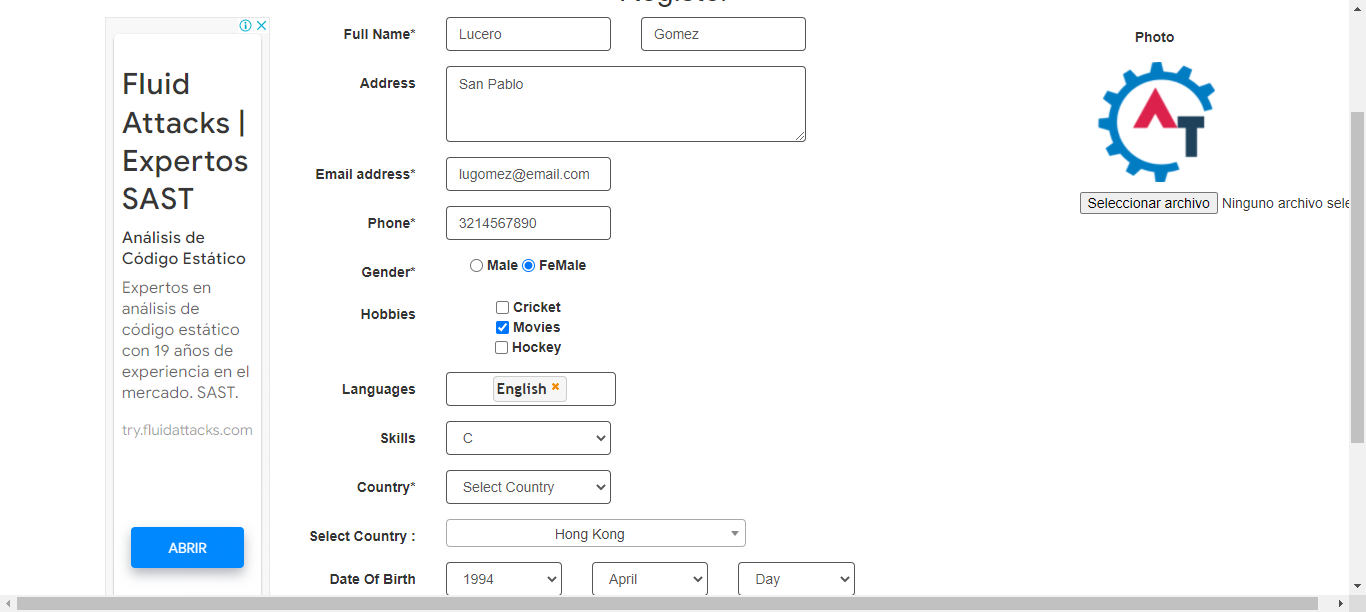 Register
Fluid
Attacks |
Expertos
SAST
Análisis de
Código Estático
Expertos en
análisis de
código estático
con 19 años de
experiencia en el
mercado. SAST.
try.fluidattacks.com
ABRIR
Full Name* Lucero Gomez
Address San Pablo
Email address* lugomez@email.com
Phone* 3214567890
Gender* Male FeMale
Hobbies Cricket
Movies
Hockey
Languages English
Skills C
Country* Select Country
Select Country : Hong Kong
Date Of Birth 1994 April Day
Photo
AT
Seleccionar archivo Ninguno archivo sele